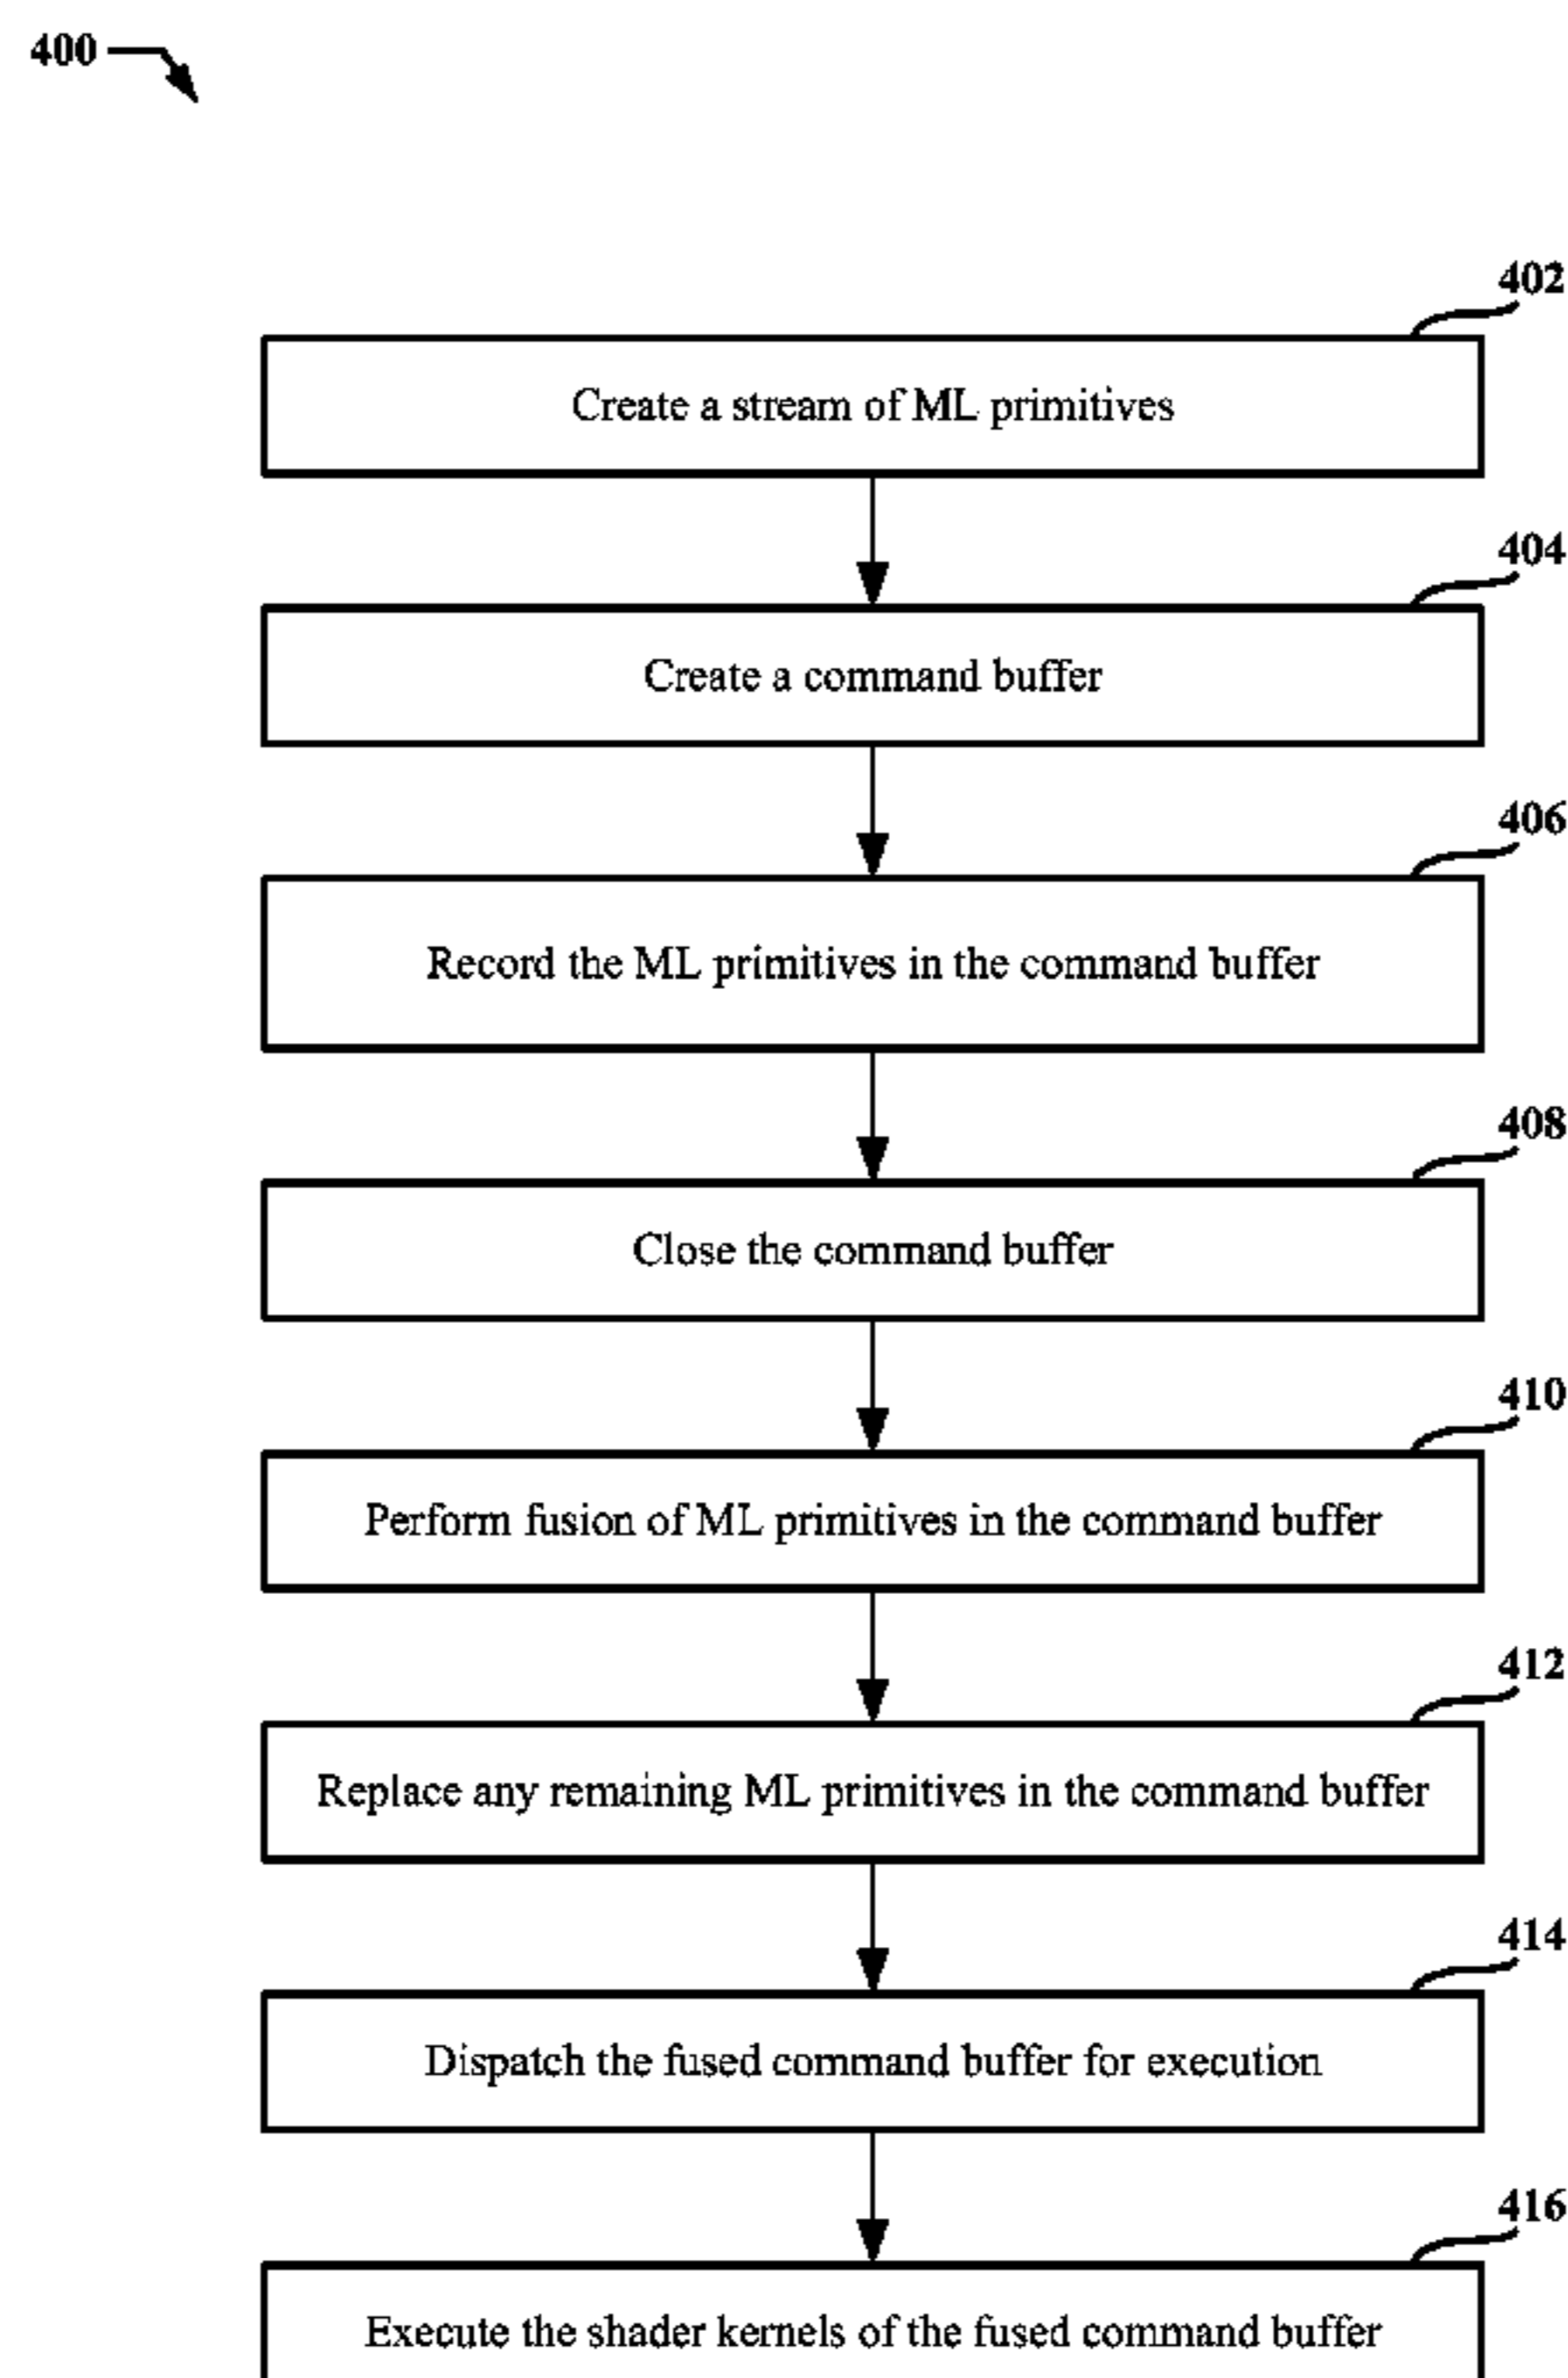 400
402
Create a stream of ML primitives
404
Create a command buffer
406
Record the ML primitives in the command buffer
408
Close the command buffer
410
Perform fusion of ML primitives in the command buffer
412
Replace any remaining ML primitives in the command buffer
414
Dispatch the fused command buffer for execution
416
Execute the shader kernels of the fused command buffer